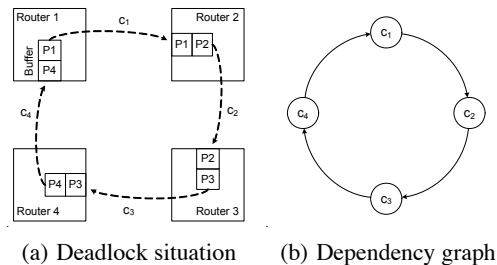 Router 1
c1
Router 2
Buffer
P1
P4
P1 P2
c4
c2
P4 P3
P2
P3
Router 4
c3
Router 3
(a) Deadlock situation
c1
c4
c2
c3
(b) Dependency graph